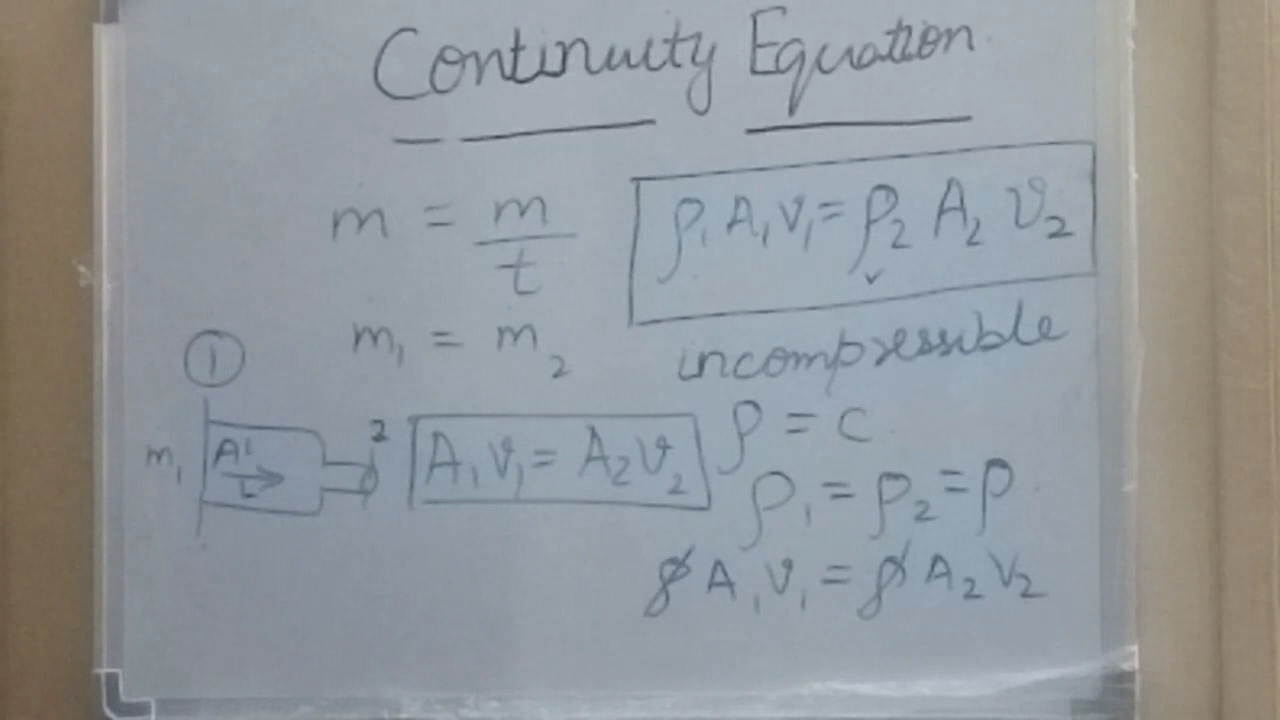 Continuity Equation
m = m/t
ρ₁ A₁ v₁ = ρ₂ A₂ v₂
m₁ = m₂
incompressible
①
ρ = c
m₁ A₁ 2
A₁ v₁ = A₂ v₂
ρ₁ = ρ₂ = ρ
ρ A₁ v₁ = ρ A₂ v₂